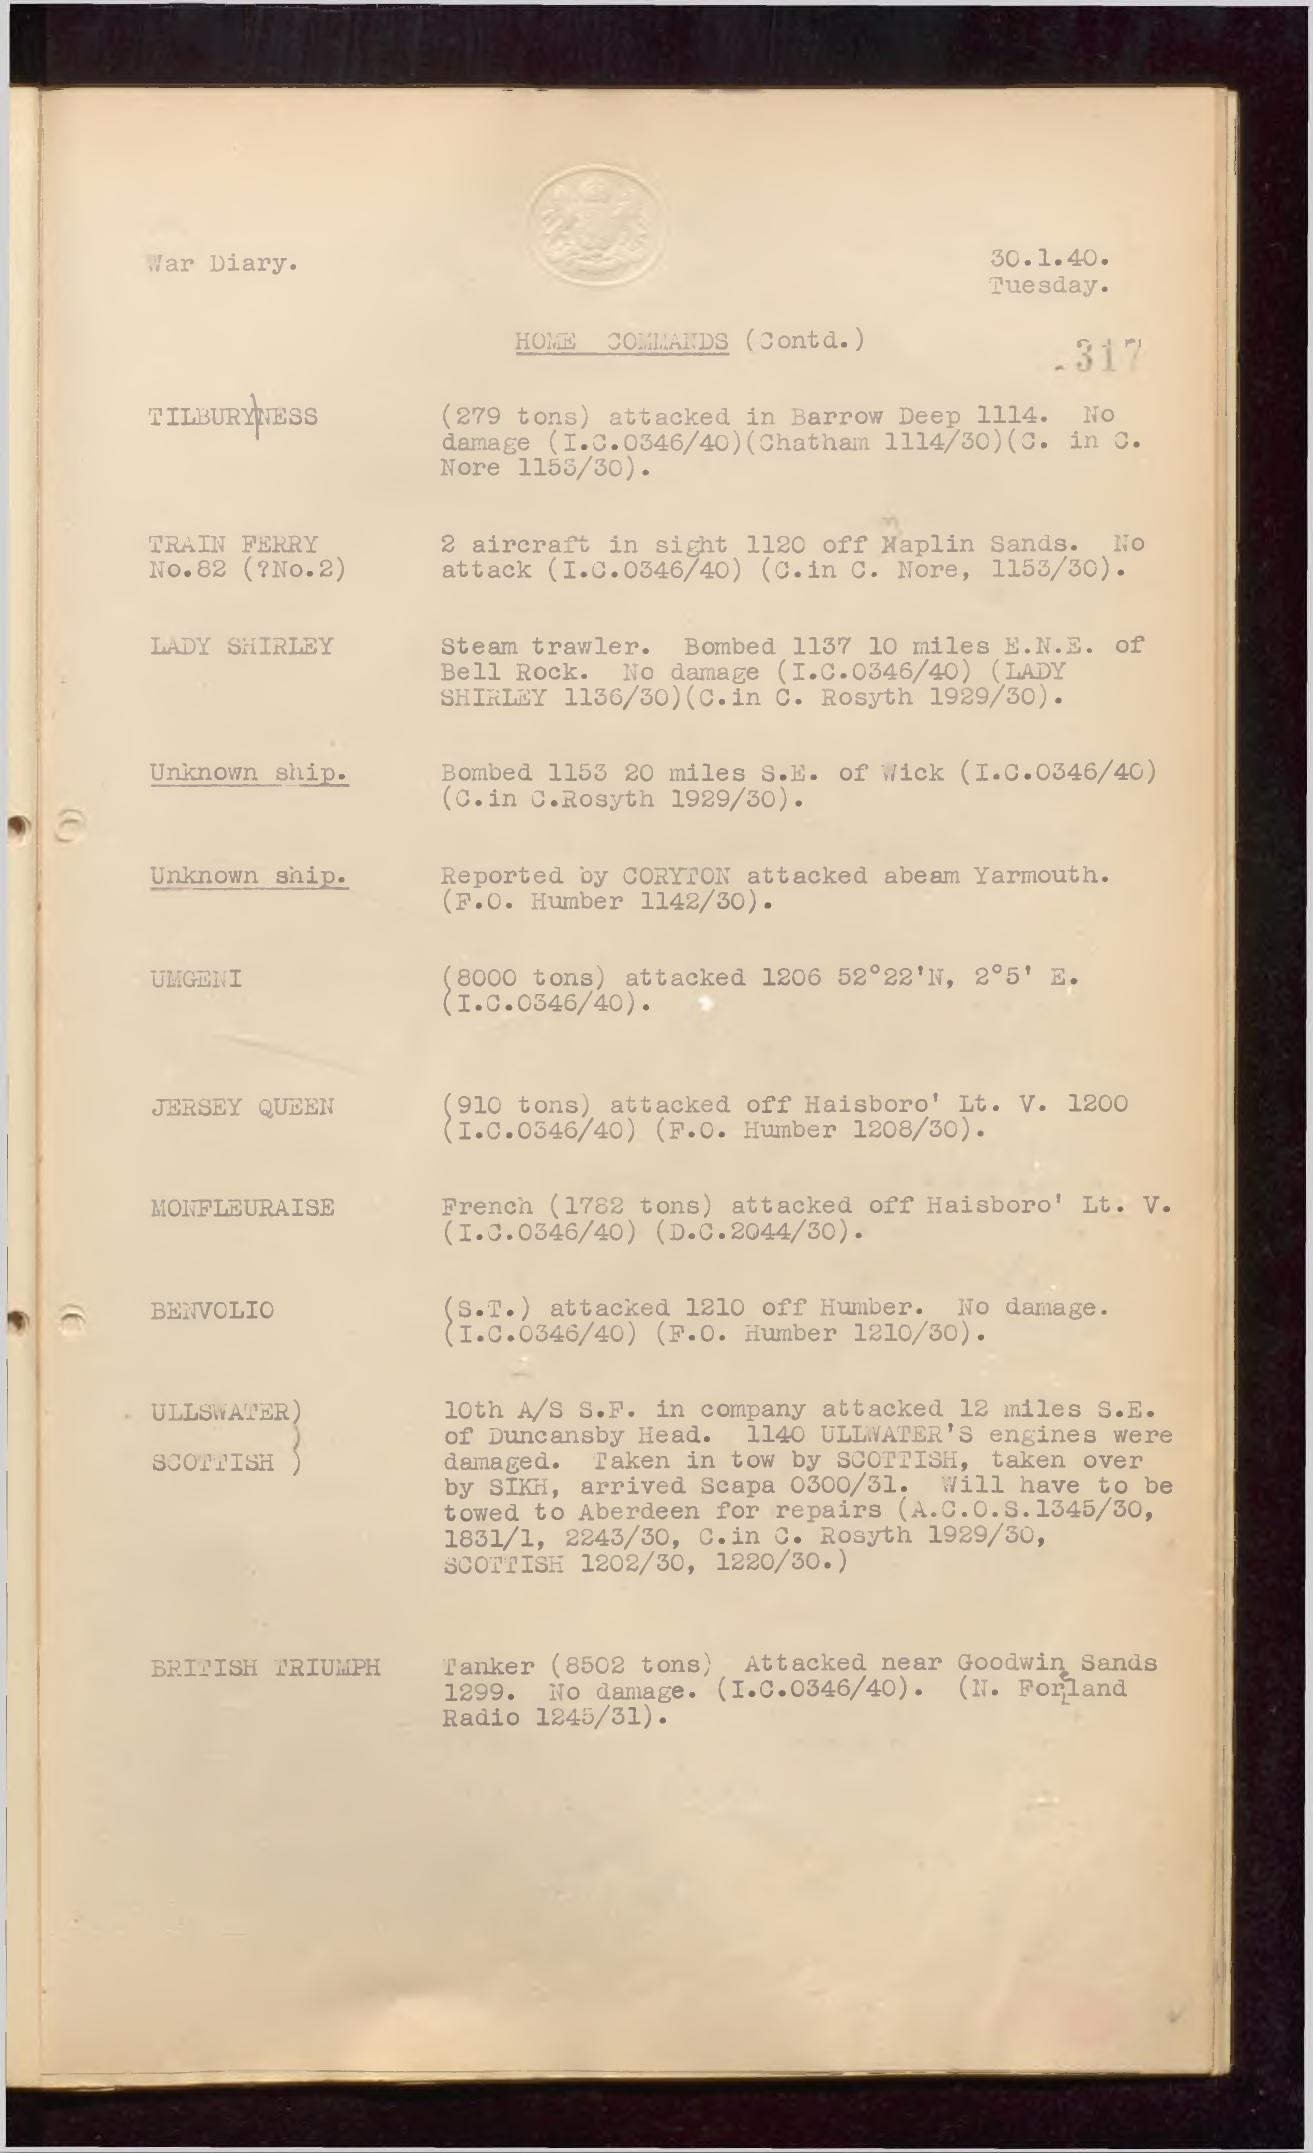 War Diary.
30.1.40.
Tuesday.
HOME COMMANDS (Contd.)
.317
TILBURYNESS (279 tons) attacked in Barrow Deep 1114. No
damage (I.C.0346/40)(Chatham 1114/30)(C. in C.
Nore 1153/30).
TRAIN FERRY 2 aircraft in sight 1120 off Maplin Sands. No
No.82 (?No.2) attack (I.C.0346/40) (C.in C. Nore, 1153/30).
LADY SHIRLEY Steam trawler. Bombed 1137 10 miles E.N.E. of
Bell Rock. No damage (I.C.0346/40) (LADY
SHIRLEY 1136/30)(C.in C. Rosyth 1929/30).
Unknown ship. Bombed 1153 20 miles S.E. of Wick (I.C.0346/40)
(C.in C.Rosyth 1929/30).
Unknown ship. Reported by CORYTON attacked abeam Yarmouth.
(F.O. Humber 1142/30).
UMGENI (8000 tons) attacked 1206 52°22'N, 2°5' E.
(I.C.0346/40).
JERSEY QUEEN (910 tons) attacked off Haisboro' Lt. V. 1200
(I.C.0346/40) (F.O. Humber 1208/30).
MONFLEURAISE French (1782 tons) attacked off Haisboro' Lt. V.
(I.C.0346/40) (D.C.2044/30).
BENVOLIO (S.T.) attacked 1210 off Humber. No damage.
(I.C.0346/40) (F.O. Humber 1210/30).
ULLSWATER) 10th A/S S.F. in company attacked 12 miles S.E.
of Duncansby Head. 1140 ULLWATER'S engines were
SCOTTISH ) damaged. Taken in tow by SCOTTISH, taken over
by SIKH, arrived Scapa 0300/31. Will have to be
towed to Aberdeen for repairs (A.C.O.S.1345/30,
1831/1, 2243/30, C.in C. Rosyth 1929/30,
SCOTTISH 1202/30, 1220/30.)
BRITISH TRIUMPH Tanker (8502 tons) Attacked near Goodwin Sands
1299. No damage. (I.C.0346/40). (N. Foreland
Radio 1245/31).